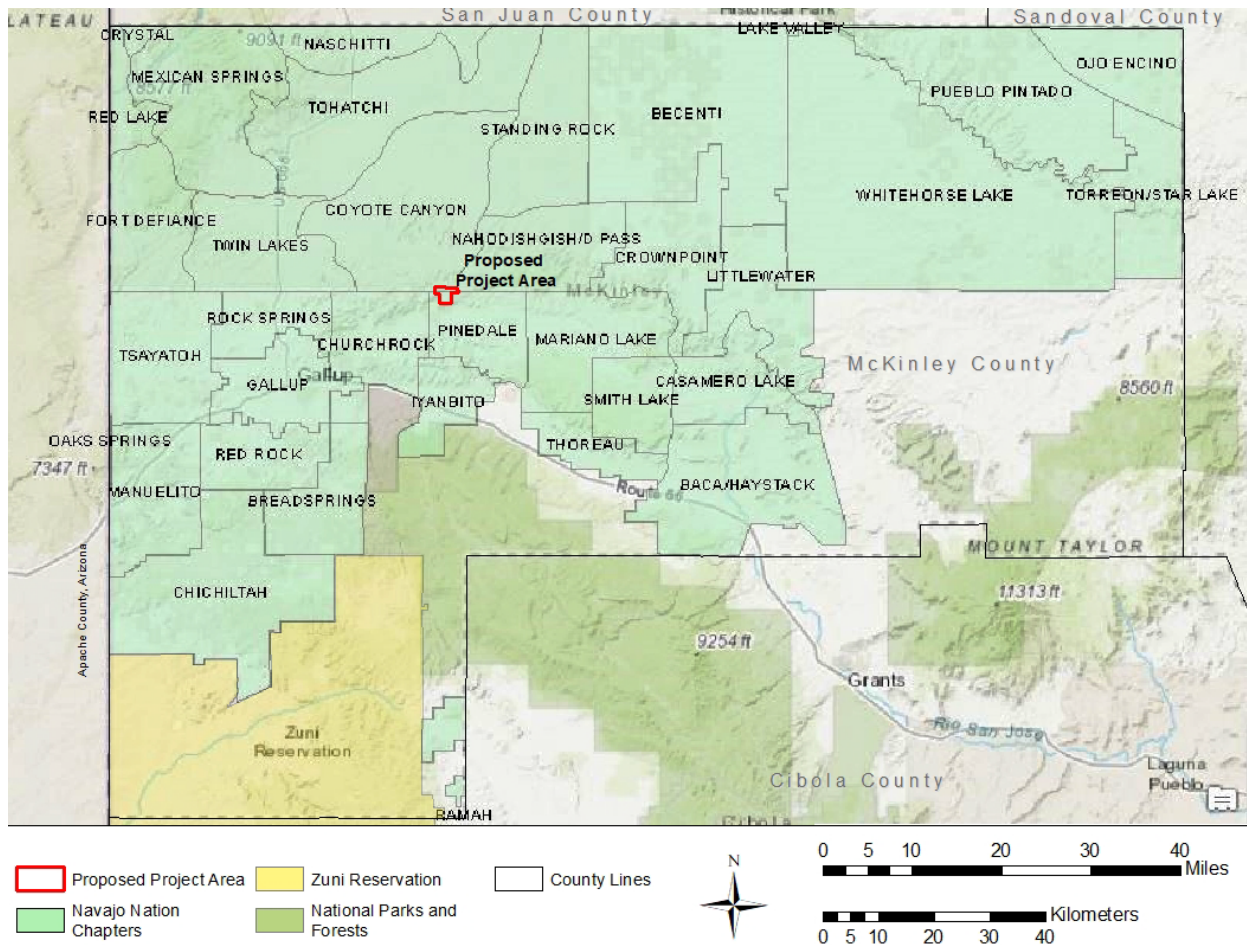 San Juan County
Historical Park
Sandoval County
LATEAU
CRYSTAL
9091 ft
NASCHITTI
LAKE VALLEY
OJO ENCINO
MEXICAN SPRINGS
8577 ft
PUEBLO PINTADO
RED LAKE
TOHATCHI
BECENTI
STANDING ROCK
WHITEHORSE LAKE
TORREON/STAR LAKE
FORT DEFIANCE
COYOTE CANYON
TWIN LAKES
NAHODISHGISH/D PASS
CROWNPOINT
Proposed
Project Area
LITTLEWATER
McKinley
ROCK SPRINGS
PINEDALE
CHURCHROCK
MARIANO LAKE
TSAYATOH
McKinley County
Gallup
GALLUP
CASAMERO LAKE
8560 ft
IYANBITO
SMITH LAKE
OAKS SPRINGS
THOREAU
RED ROCK
7347 ft
MANUELITO
BREADSPRINGS
Route 66
BACA/HAYSTACK
MOUNT TAYLOR
Apache County, Arizona
CHICHILTAH
11313 ft
9254 ft
Grants
Zuni
Reservation
Rio San Jose
Laguna
Pueblo
Cibola County
RAMAH
Cibola
Proposed Project Area
Zuni Reservation
County Lines
Navajo Nation
Chapters
National Parks and
Forests
N
0 5 10 20 30 40
Miles
Kilometers
0 5 10 20 30 40